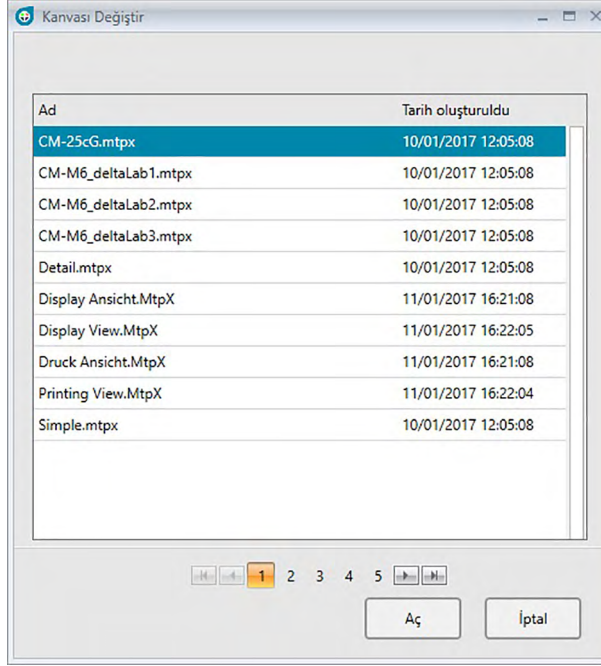 Kanvası Değiştir
Ad Tarih oluşturuldu
CM-25cG.mtpx 10/01/2017 12:05:08
CM-M6_deltaLab1.mtpx 10/01/2017 12:05:08
CM-M6_deltaLab2.mtpx 10/01/2017 12:05:08
CM-M6_deltaLab3.mtpx 10/01/2017 12:05:08
Detail.mtpx 10/01/2017 12:05:08
Display Ansicht.MtpX 11/01/2017 16:21:08
Display View.MtpX 11/01/2017 16:22:05
Druck Ansicht.MtpX 11/01/2017 16:21:08
Printing View.MtpX 11/01/2017 16:22:04
Simple.mtpx 10/01/2017 12:05:08
1 2 3 4 5
Aç İptal